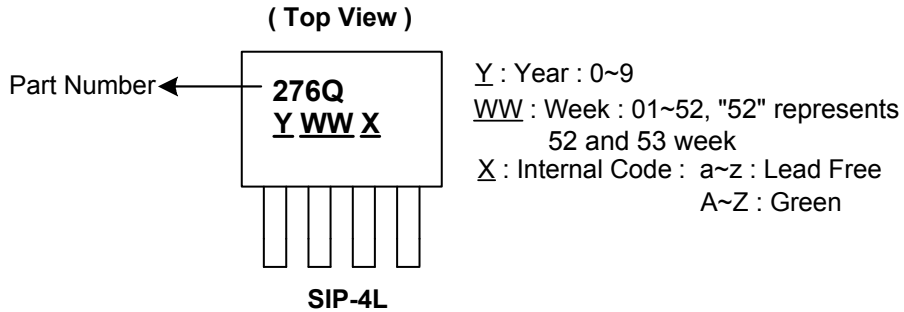 ( Top View )
Part Number
276Q
Y WW X
Y : Year : 0~9
WW : Week : 01~52, "52" represents
52 and 53 week
X : Internal Code : a~z : Lead Free
A~Z : Green
SIP-4L